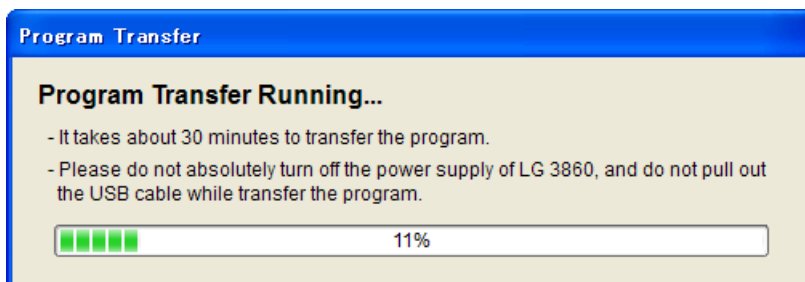 Program Transfer
Program Transfer Running...
- It takes about 30 minutes to transfer the program.
- Please do not absolutely turn off the power supply of LG 3860, and do not pull out
the USB cable while transfer the program.
11%